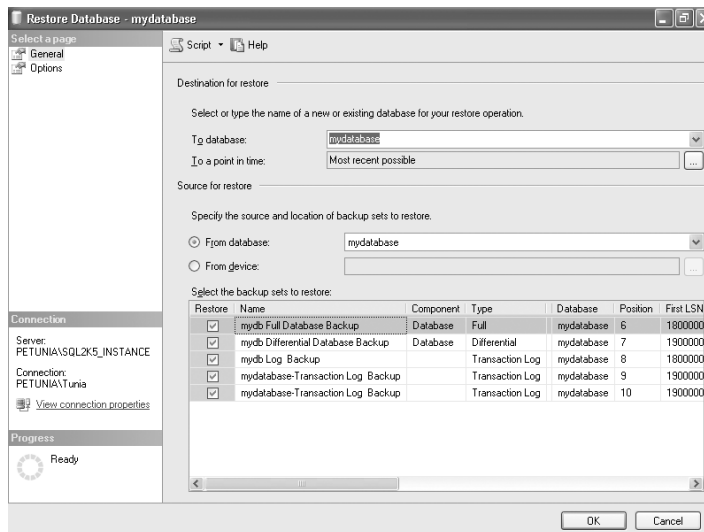 Restore Database - mydatabase
Select a page
General
Options
Script
Help
Destination for restore
Select or type the name of a new or existing database for your restore operation.
To database:
mydatabase
To a point in time:
Most recent possible
...
Source for restore
Specify the source and location of backup sets to restore.
From database:
mydatabase
From device:
...
Select the backup sets to restore:
Restore Name Component Type Database Position First LSN
mydb Full Database Backup Database Full mydatabase 6 1800000
mydb Differential Database Backup Database Differential mydatabase 7 1900000
mydb Log Backup Transaction Log mydatabase 8 1800000
mydatabase-Transaction Log Backup Transaction Log mydatabase 9 1900000
mydatabase-Transaction Log Backup Transaction Log mydatabase 10 1900000
Connection
Server:
PETUNIA\SQL2K5_INSTANCE
Connection:
PETUNIA\Tunia
View connection properties
Progress
Ready
OK
Cancel